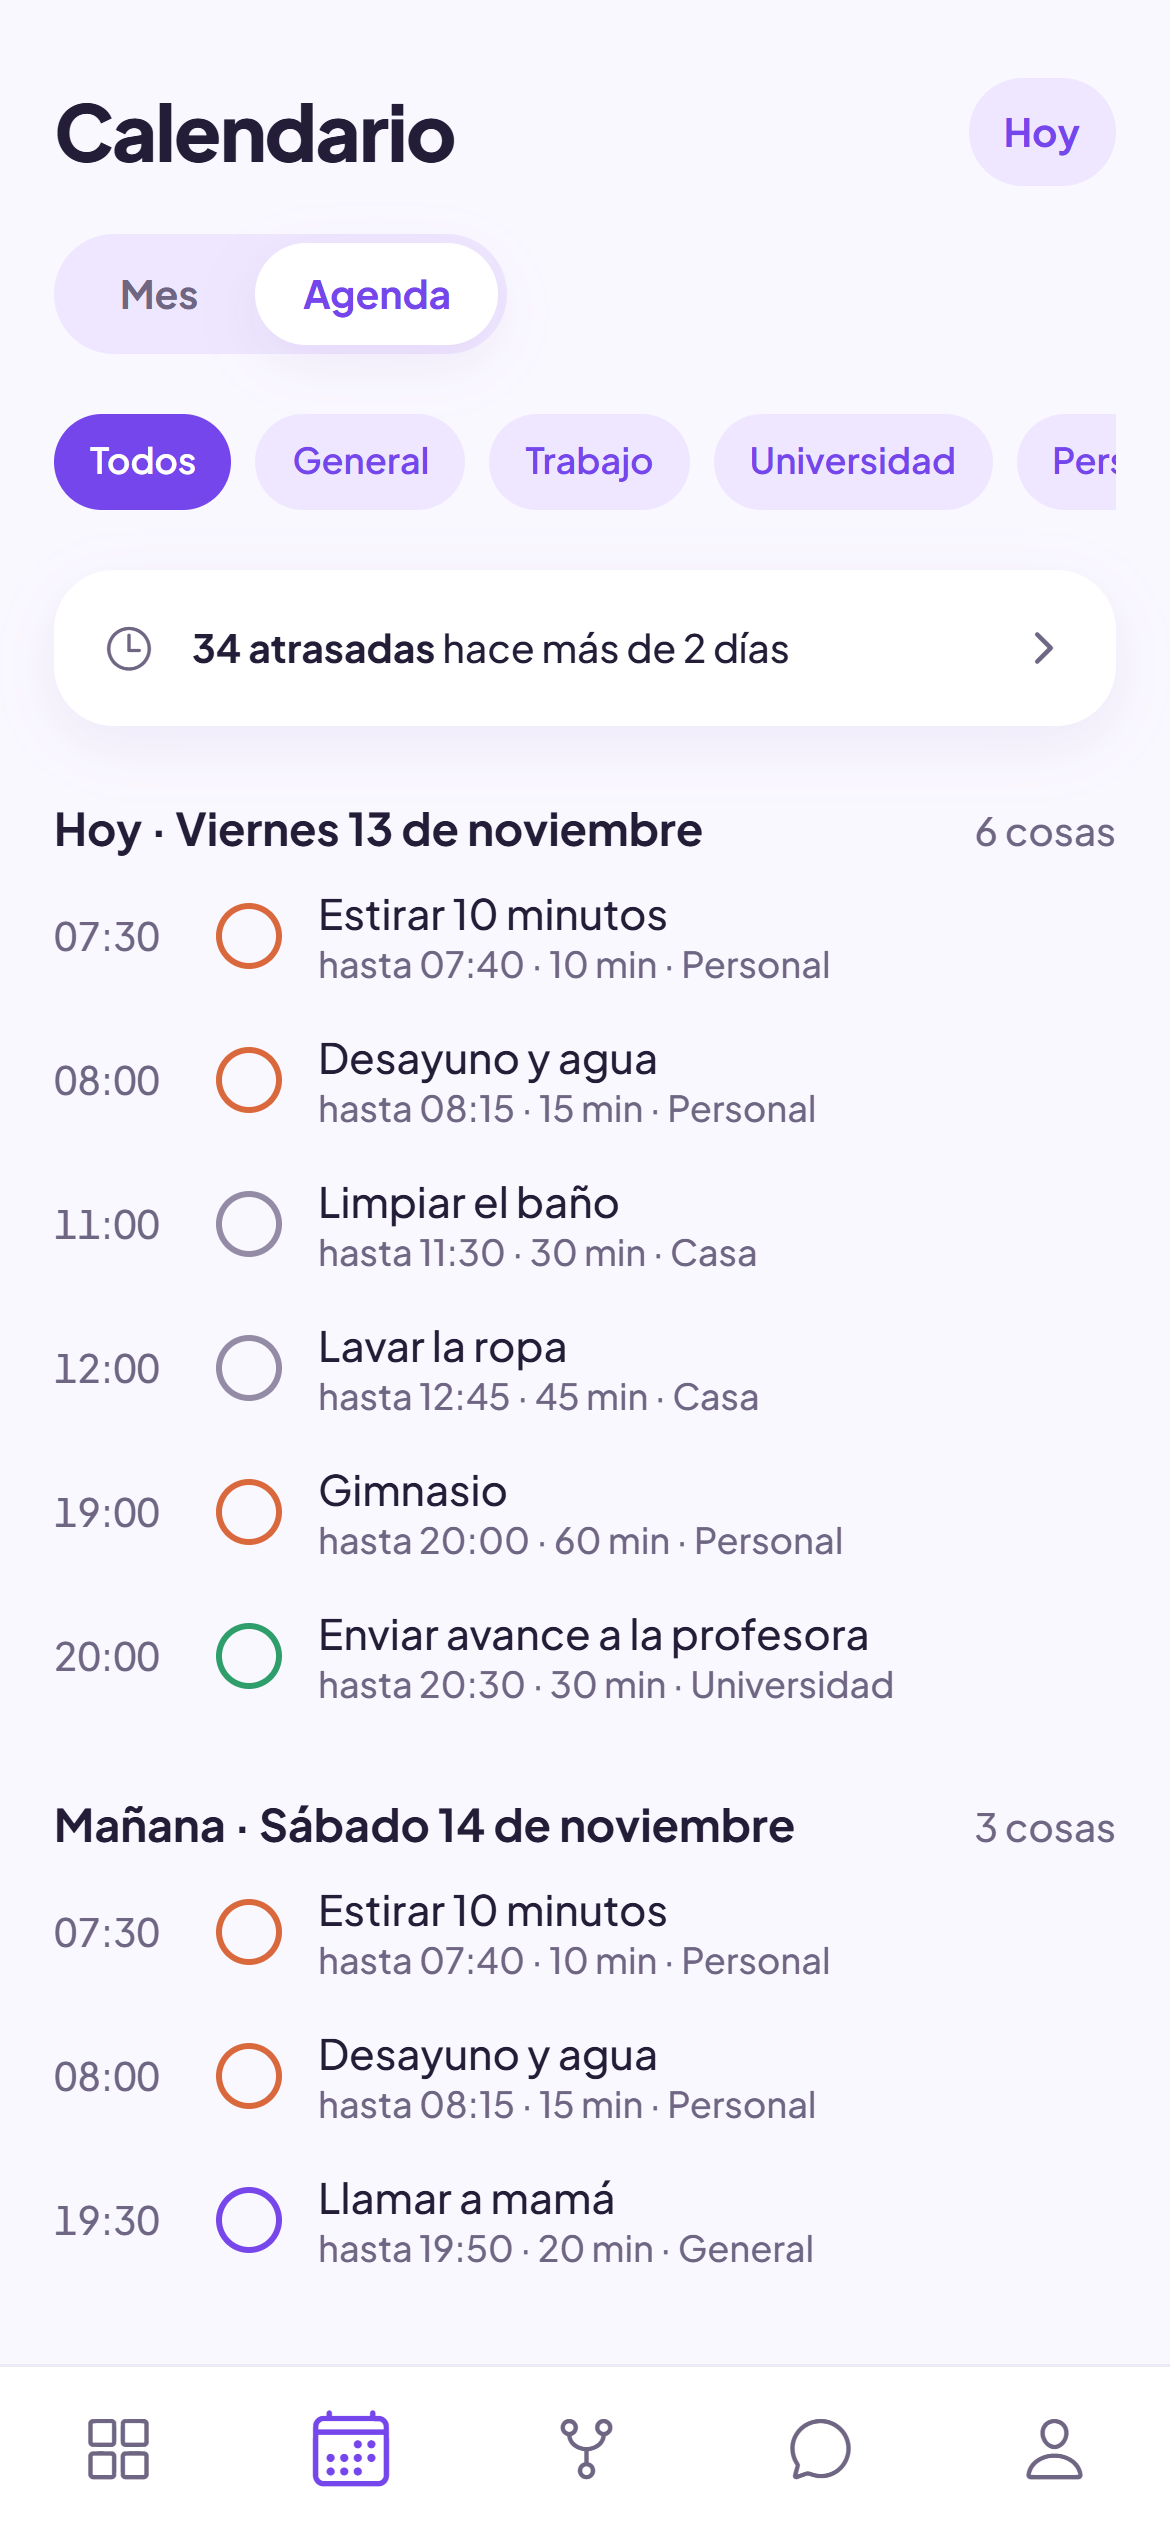 Calendario
Hoy
Mes
Agenda
Todos
General
Trabajo
Universidad
Pers
34 atrasadas hace más de 2 días
Hoy · Viernes 13 de noviembre
6 cosas
07:30
Estirar 10 minutos
hasta 07:40 · 10 min · Personal
08:00
Desayuno y agua
hasta 08:15 · 15 min · Personal
11:00
Limpiar el baño
hasta 11:30 · 30 min · Casa
12:00
Lavar la ropa
hasta 12:45 · 45 min · Casa
19:00
Gimnasio
hasta 20:00 · 60 min · Personal
20:00
Enviar avance a la profesora
hasta 20:30 · 30 min · Universidad
Mañana · Sábado 14 de noviembre
3 cosas
07:30
Estirar 10 minutos
hasta 07:40 · 10 min · Personal
08:00
Desayuno y agua
hasta 08:15 · 15 min · Personal
19:30
Llamar a mamá
hasta 19:50 · 20 min · General